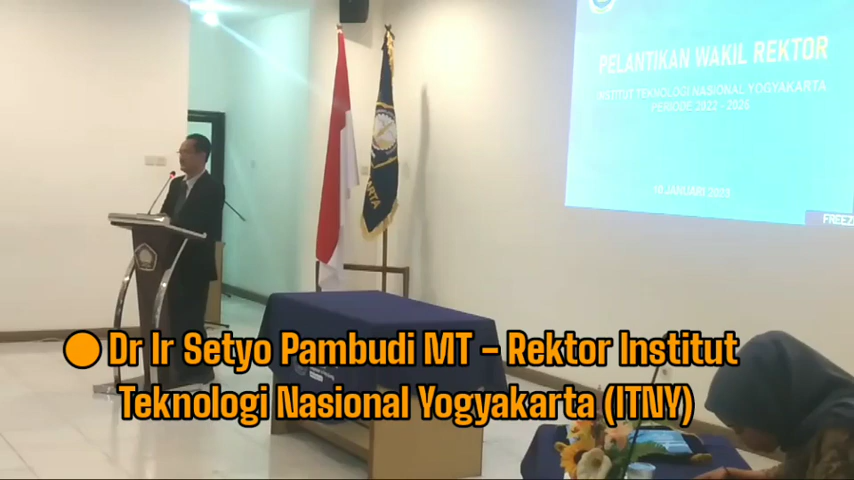 PELANTIKAN WAKIL REKTOR
INSTITUT TEKNOLOGI NASIONAL YOGYAKARTA
PERIODE 2022 - 2026
10 JANUARI 2023
FREEZE
● Dr Ir Setyo Pambudi MT - Rektor Institut
Teknologi Nasional Yogyakarta (ITNY)